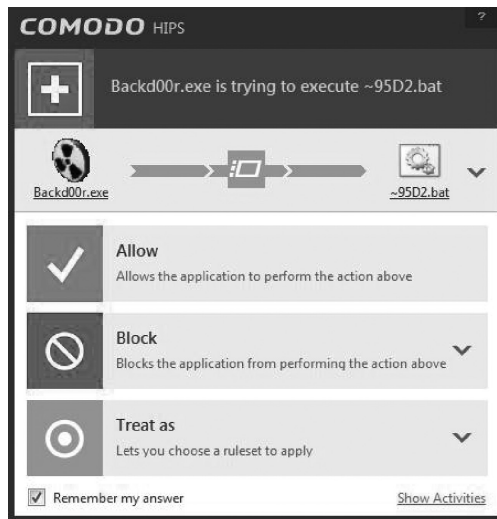 COMODO HIPS
?
Backd00r.exe is trying to execute ~95D2.bat
Backd00r.exe
~95D2.bat
Allow
Allows the application to perform the action above
Block
Blocks the application from performing the action above
Treat as
Lets you choose a ruleset to apply
Remember my answer
Show Activities